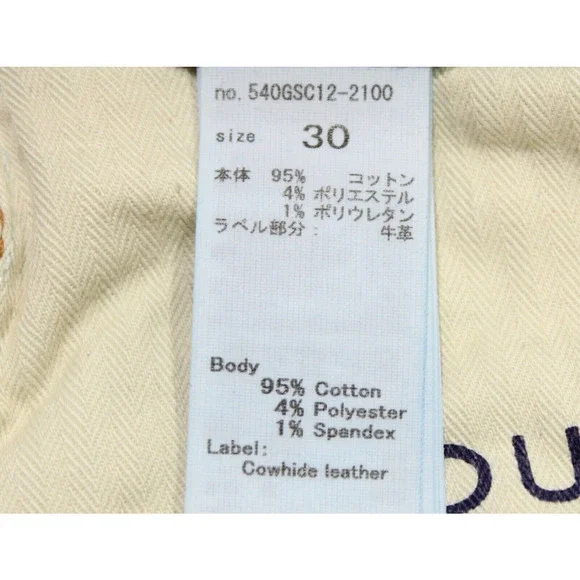 no. 540GSC12-2100
size 30
本体 95% コットン
4% ポリエステル
1% ポリウレタン
ラベル部分 : 牛革
Body
95% Cotton
4% Polyester
1% Spandex
Label:
Cowhide leather
OU